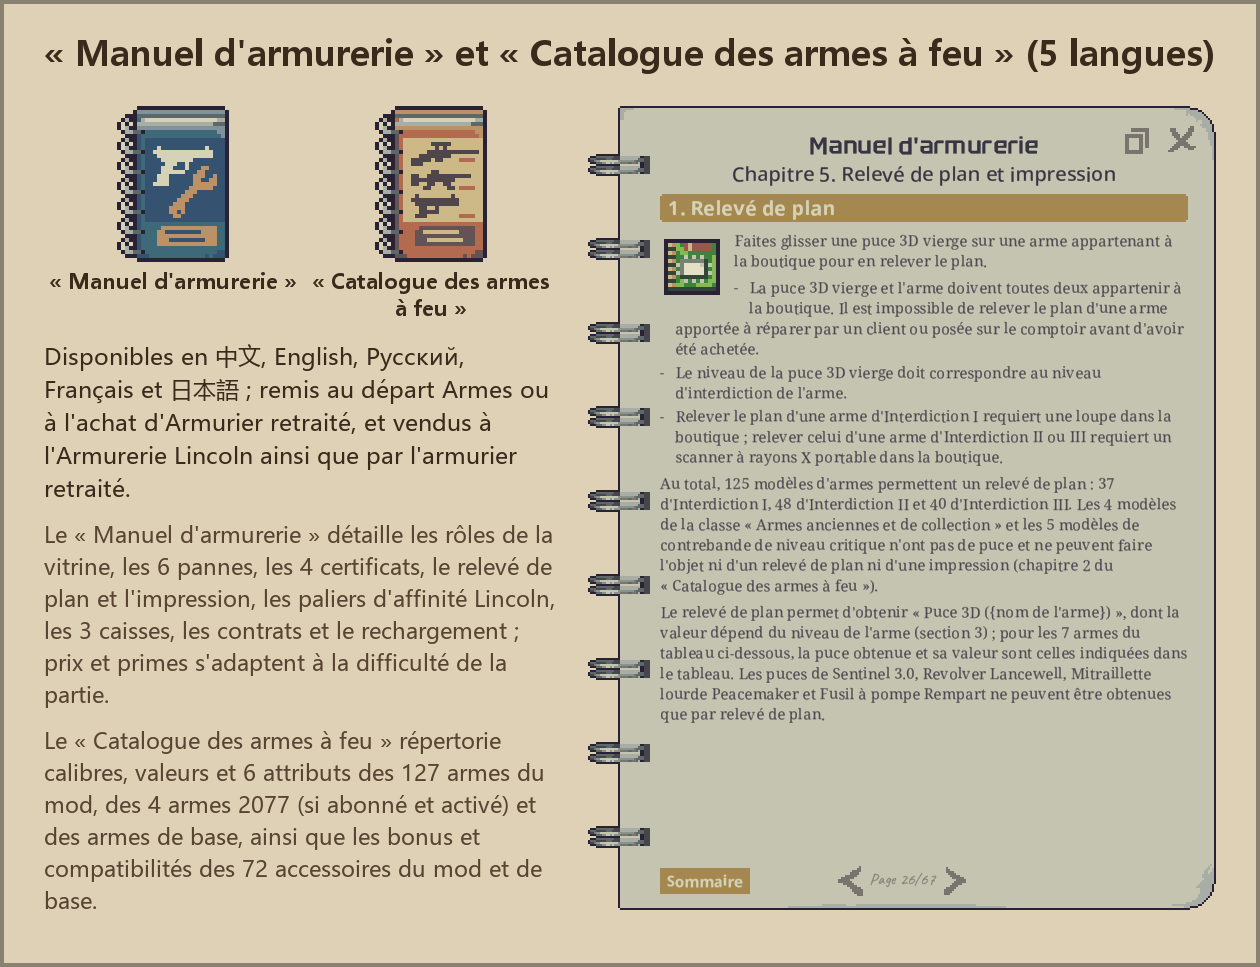 « Manuel d'armurerie » et « Catalogue des armes à feu » (5 langues)
« Manuel d'armurerie »
« Catalogue des armes
à feu »
Disponibles en 中文, English, Русский,
Français et 日本語 ; remis au départ Armes ou
à l'achat d'Armurier retraité, et vendus à
l'Armurerie Lincoln ainsi que par l'armurier
retraité.
Le « Manuel d'armurerie » détaille les rôles de la
vitrine, les 6 pannes, les 4 certificats, le relevé de
plan et l'impression, les paliers d'affinité Lincoln,
les 3 caisses, les contrats et le rechargement ;
prix et primes s'adaptent à la difficulté de la
partie.
Le « Catalogue des armes à feu » répertorie
calibres, valeurs et 6 attributs des 127 armes du
mod, des 4 armes 2077 (si abonné et activé) et
des armes de base, ainsi que les bonus et
compatibilités des 72 accessoires du mod et de
base.
Manuel d'armurerie
Chapitre 5. Relevé de plan et impression
1. Relevé de plan
Faites glisser une puce 3D vierge sur une arme appartenant à
la boutique pour en relever le plan.
- La puce 3D vierge et l'arme doivent toutes deux appartenir à
la boutique. Il est impossible de relever le plan d'une arme
apportée à réparer par un client ou posée sur le comptoir avant d'avoir
été achetée.
- Le niveau de la puce 3D vierge doit correspondre au niveau
d'interdiction de l'arme.
- Relever le plan d'une arme d'Interdiction I requiert une loupe dans la
boutique ; relever celui d'une arme d'Interdiction II ou III requiert un
scanner à rayons X portable dans la boutique.
Au total, 125 modèles d'armes permettent un relevé de plan : 37
d'Interdiction I, 48 d'Interdiction II et 40 d'Interdiction III. Les 4 modèles
de la classe « Armes anciennes et de collection » et les 5 modèles de
contrebande de niveau critique n'ont pas de puce et ne peuvent faire
l'objet ni d'un relevé de plan ni d'une impression (chapitre 2 du
« Catalogue des armes à feu »).
Le relevé de plan permet d'obtenir « Puce 3D ({nom de l'arme}) », dont la
valeur dépend du niveau de l'arme (section 3) ; pour les 7 armes du
tableau ci-dessous, la puce obtenue et sa valeur sont celles indiquées dans
le tableau. Les puces de Sentinel 3.0, Revolver Lancewell, Mitraillette
lourde Peacemaker et Fusil à pompe Rempart ne peuvent être obtenues
que par relevé de plan.
Sommaire
Page 26/67